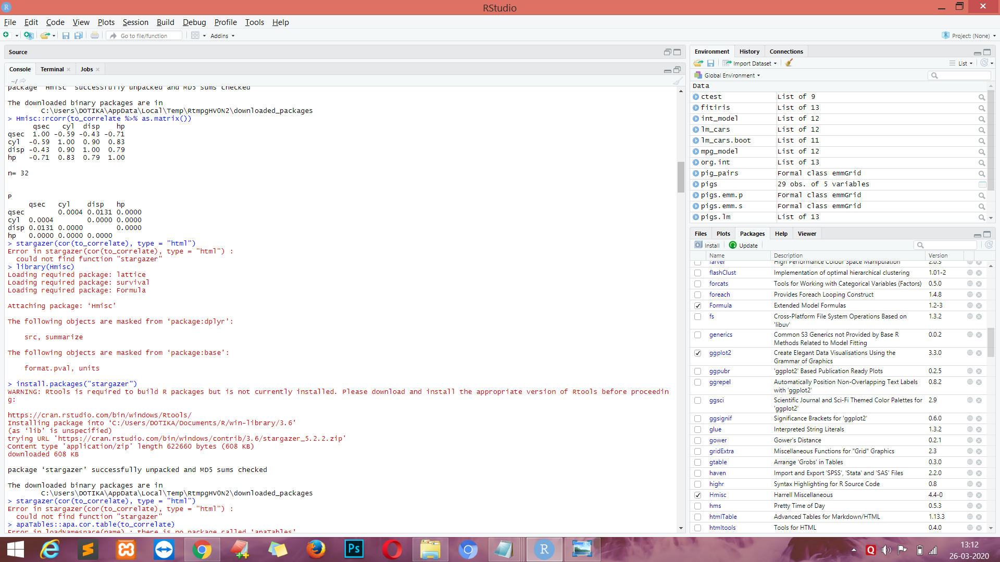 RStudio
File Edit Code View Plots Session Build Debug Profile Tools Help
Go to file/function Addins Project: (None)
Source
Console Terminal Jobs
~/
package ‘Hmisc’ successfully unpacked and MD5 sums checked
The downloaded binary packages are in
C:\Users\DOTIKA\AppData\Local\Temp\RtmpgHV0N2\downloaded_packages
> Hmisc::rcorr(to_correlate %>% as.matrix())
qsec cyl disp hp
qsec 1.00 -0.59 -0.43 -0.71
cyl -0.59 1.00 0.90 0.83
disp -0.43 0.90 1.00 0.79
hp -0.71 0.83 0.79 1.00
n= 32
P
qsec cyl disp hp
qsec 0.0004 0.0131 0.0000
cyl 0.0004 0.0000 0.0000
disp 0.0131 0.0000 0.0000
hp 0.0000 0.0000 0.0000
> stargazer(cor(to_correlate), type = "html")
Error in stargazer(cor(to_correlate), type = "html") :
could not find function "stargazer"
> library(Hmisc)
Loading required package: lattice
Loading required package: survival
Loading required package: Formula
Attaching package: ‘Hmisc’
The following objects are masked from ‘package:dplyr’:
src, summarize
The following objects are masked from ‘package:base’:
format.pval, units
> install.packages("stargazer")
WARNING: Rtools is required to build R packages but is not currently installed. Please download and install the appropriate version of Rtools before proceedin
g:
https://cran.rstudio.com/bin/windows/Rtools/
Installing package into ‘C:/Users/DOTIKA/Documents/R/win-library/3.6’
(as ‘lib’ is unspecified)
trying URL 'https://cran.rstudio.com/bin/windows/contrib/3.6/stargazer_5.2.2.zip'
Content type 'application/zip' length 622660 bytes (608 KB)
downloaded 608 KB
package ‘stargazer’ successfully unpacked and MD5 sums checked
The downloaded binary packages are in
C:\Users\DOTIKA\AppData\Local\Temp\RtmpgHV0N2\downloaded_packages
> stargazer(cor(to_correlate), type = "html")
Error in stargazer(cor(to_correlate), type = "html") :
could not find function "stargazer"
> apaTables::apa.cor.table(to_correlate)
Error in loadNamespace(name) : there is no package called ‘apaTables’
Environment History Connections
Import Dataset List
Global Environment
Data
ctest List of 9
fitiris List of 13
int_model List of 12
lm_cars List of 12
lm_cars.boot List of 11
mpg_model List of 12
org.int List of 13
pig_pairs Formal class emmGrid
pigs 29 obs. of 5 variables
pigs.emm.p Formal class emmGrid
pigs.emm.s Formal class emmGrid
pigs.lm List of 13
Files Plots Packages Help Viewer
Install Update
Name Description Version
farver High Performance Colour Space Manipulation 2.0.3
flashClust Implementation of optimal hierarchical clustering 1.01-2
forcats Tools for Working with Categorical Variables (Factors) 0.5.0
foreach Provides Foreach Looping Construct 1.4.8
Formula Extended Model Formulas 1.2-3
fs Cross-Platform File System Operations Based on 1.3.2
'libuv'
generics Common S3 Generics not Provided by Base R 0.0.2
Methods Related to Model Fitting
ggplot2 Create Elegant Data Visualisations Using the 3.3.0
Grammar of Graphics
ggpubr 'ggplot2' Based Publication Ready Plots 0.2.5
ggrepel Automatically Position Non-Overlapping Text Labels 0.8.2
with 'ggplot2'
ggsci Scientific Journal and Sci-Fi Themed Color Palettes for 2.9
'ggplot2'
ggsignif Significance Brackets for 'ggplot2' 0.6.0
glue Interpreted String Literals 1.3.2
gower Gower's Distance 0.2.1
gridExtra Miscellaneous Functions for "Grid" Graphics 2.3
gtable Arrange 'Grobs' in Tables 0.3.0
haven Import and Export 'SPSS', 'Stata' and 'SAS' Files 2.2.0
highr Syntax Highlighting for R Source Code 0.8
Hmisc Harrell Miscellaneous 4.4-0
hms Pretty Time of Day 0.5.3
htmlTable Advanced Tables for Markdown/HTML 1.13.3
htmltools Tools for HTML 0.4.0
Ps R Q
13:12
26-03-2020